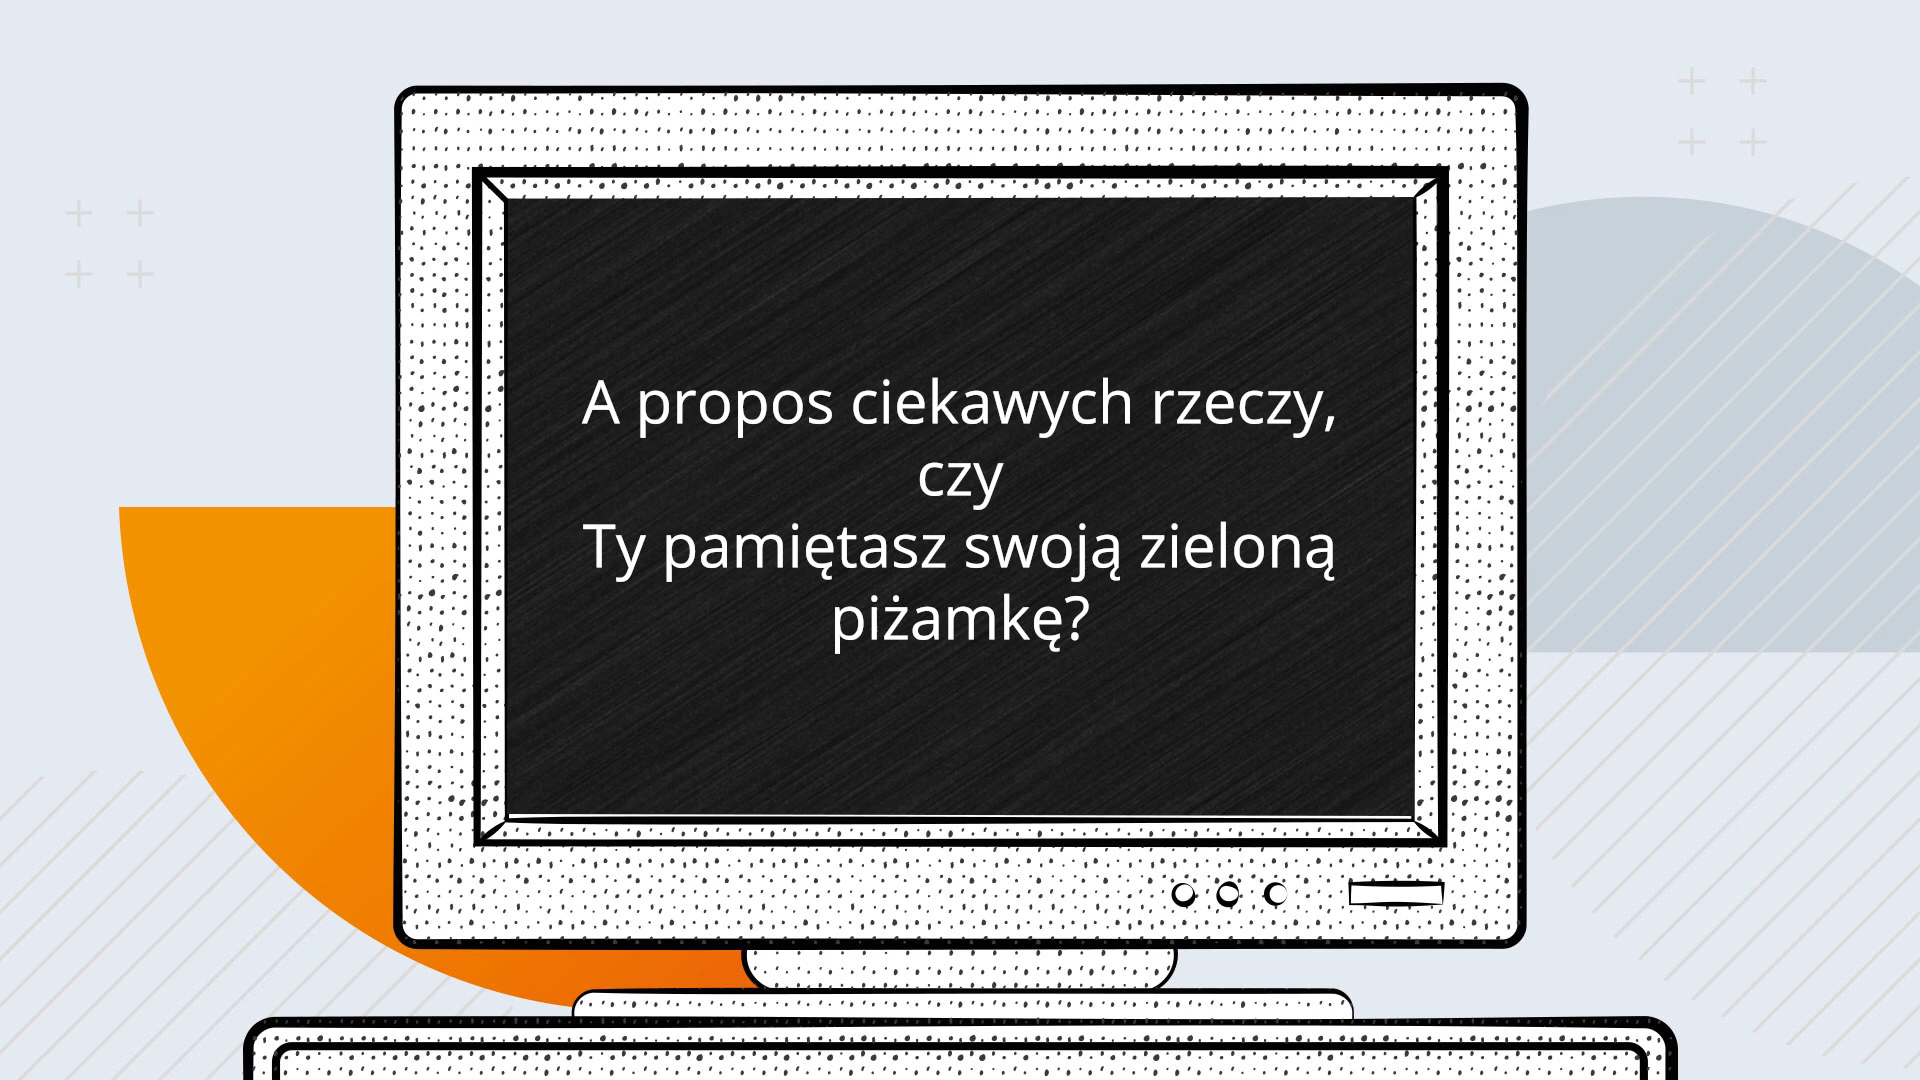 A propos ciekawych rzeczy,
czy
Ty pamiętasz swoją zieloną
piżamkę?